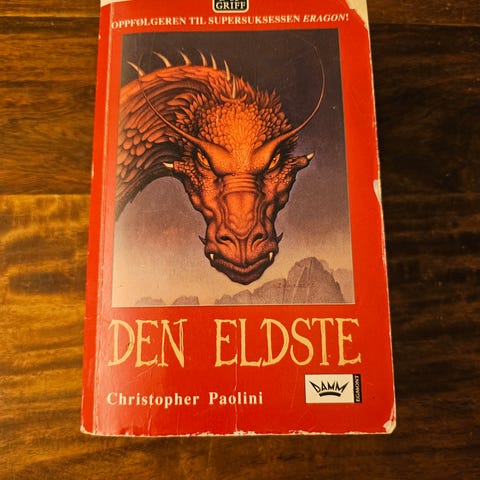 GRIFF
OPPFØLGEREN TIL SUPERSUKSESSEN ERAGON!
DEN ELDSTE
Christopher Paolini
DAMM
EGMONT